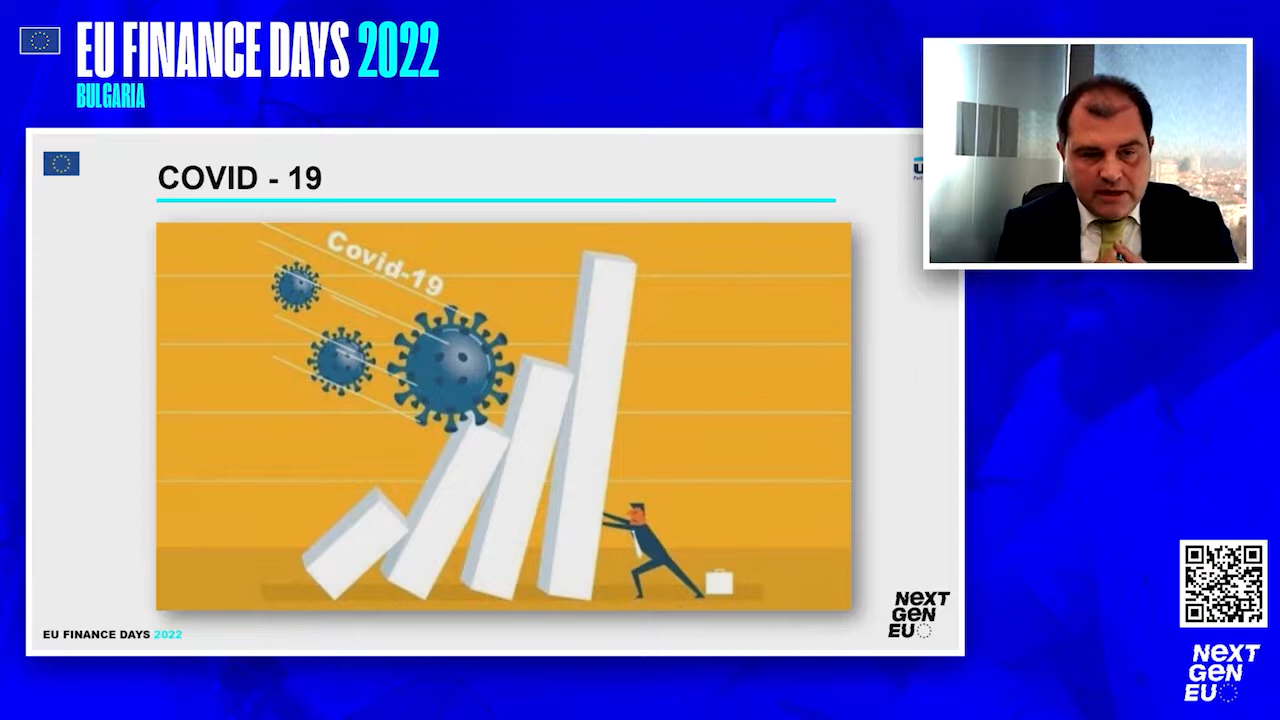 EU FINANCE DAYS 2022
BULGARIA
COVID - 19
Covid-19
EU FINANCE DAYS 2022
NEXT
GEN
EU
NEXT
GEN
EU